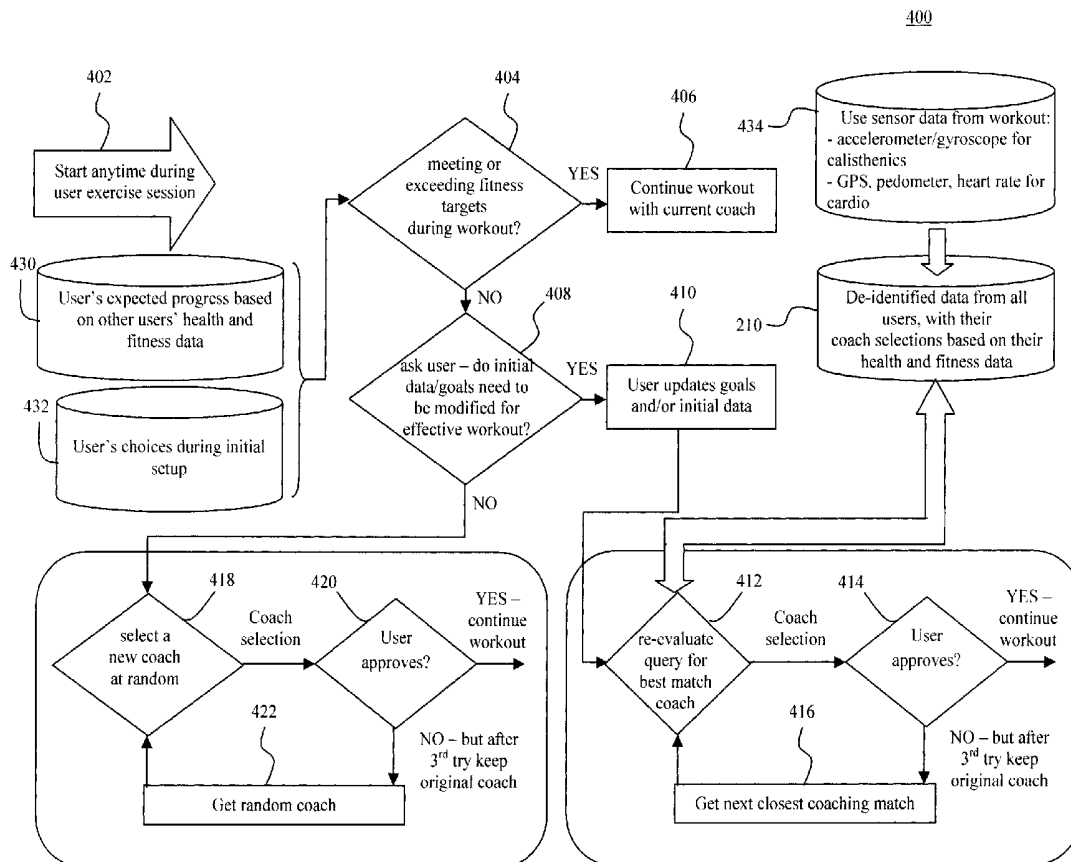 400
402
Start anytime during
user exercise session
404
meeting or
exceeding fitness
targets
during workout?
YES
406
Continue workout
with current coach
434
Use sensor data from workout:
- accelerometer/gyroscope for
calisthenics
- GPS, pedometer, heart rate for
cardio
430
User's expected progress based
on other users' health and
fitness data
432
User's choices during initial
setup
NO
408
ask user – do initial
data/goals need to
be modified for
effective workout?
YES
410
User updates goals
and/or initial data
210
De-identified data from all
users, with their
coach selections based on their
health and fitness data
NO
418
select a
new coach
at random
Coach
selection
420
User
approves?
YES –
continue
workout
422
NO – but after
3rd try keep
original coach
Get random coach
412
re-evaluate
query for
best match
coach
Coach
selection
414
User
approves?
YES –
continue
workout
416
NO – but after
3rd try keep
original coach
Get next closest coaching match